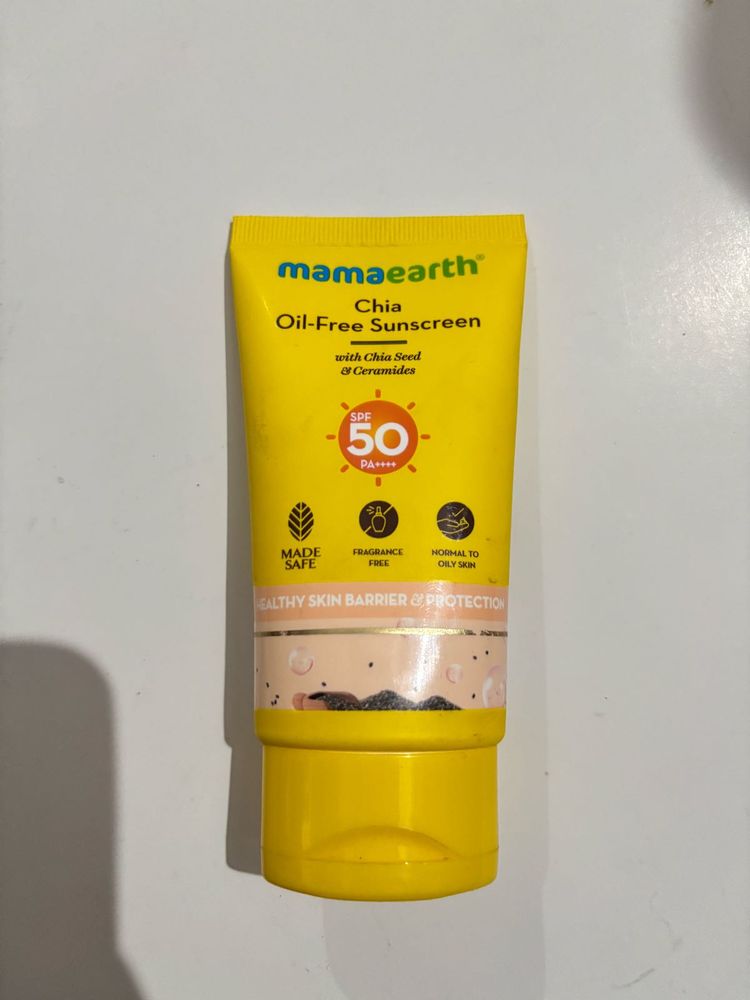 mamaearth®
Chia
Oil-Free Sunscreen
with Chia Seed
& Ceramides
SPF
50
PA++++
MADE
SAFE
FRAGRANCE
FREE
NORMAL TO
OILY SKIN
HEALTHY SKIN BARRIER & PROTECTION